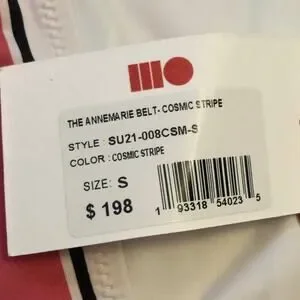 THE ANNEMARIE BELT- COSMIC STRIPE
STYLE : SU21-008CSM-S
COLOR : COSMIC STRIPE
SIZE: S
$ 198
1 93318 54023 5